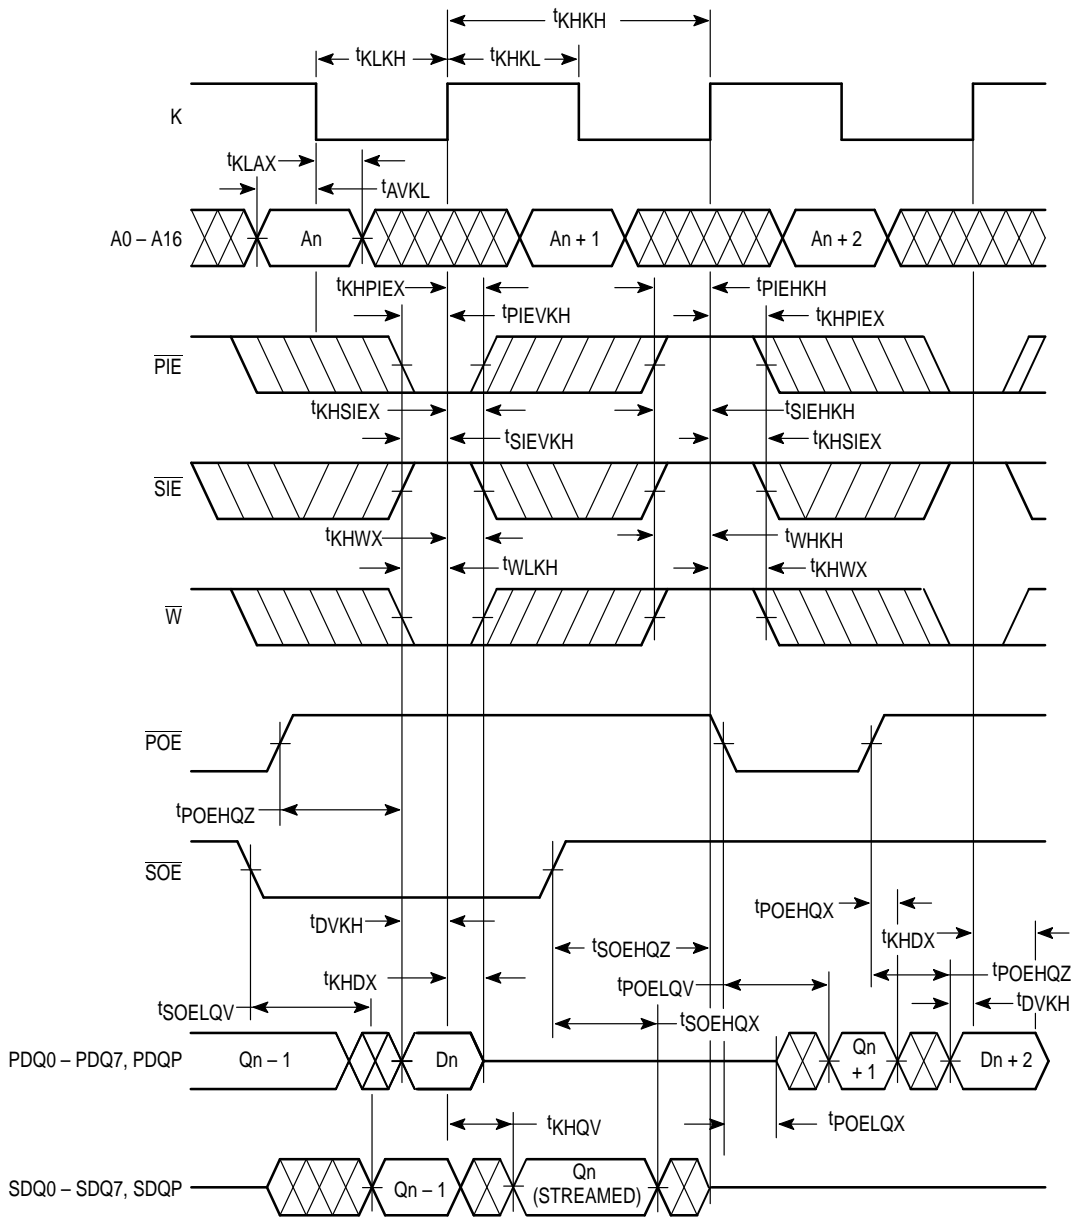 tKHKH
tKLKH
tKHKL
K
tKLAX
tAVKL
A0 – A16
An
An + 1
An + 2
tKHPIEX
tPIEHKH
tPIEVKH
tKHPIEX
PIE
tKHSIEX
tSIEHKH
tSIEVKH
tKHSIEX
SIE
tKHWX
tWHKH
tWLKH
tKHWX
W
POE
tPOEHQZ
SOE
tPOEHQX
tDVKH
tSOEHQZ
tKHDX
tKHDX
tPOEHQZ
tPOELQV
tSOELQV
tSOEHQX
tDVKH
PDQ0 – PDQ7, PDQP
Qn – 1
Dn
Qn
+ 1
Dn + 2
tKHQV
tPOELQX
SDQ0 – SDQ7, SDQP
Qn – 1
Qn
(STREAMED)